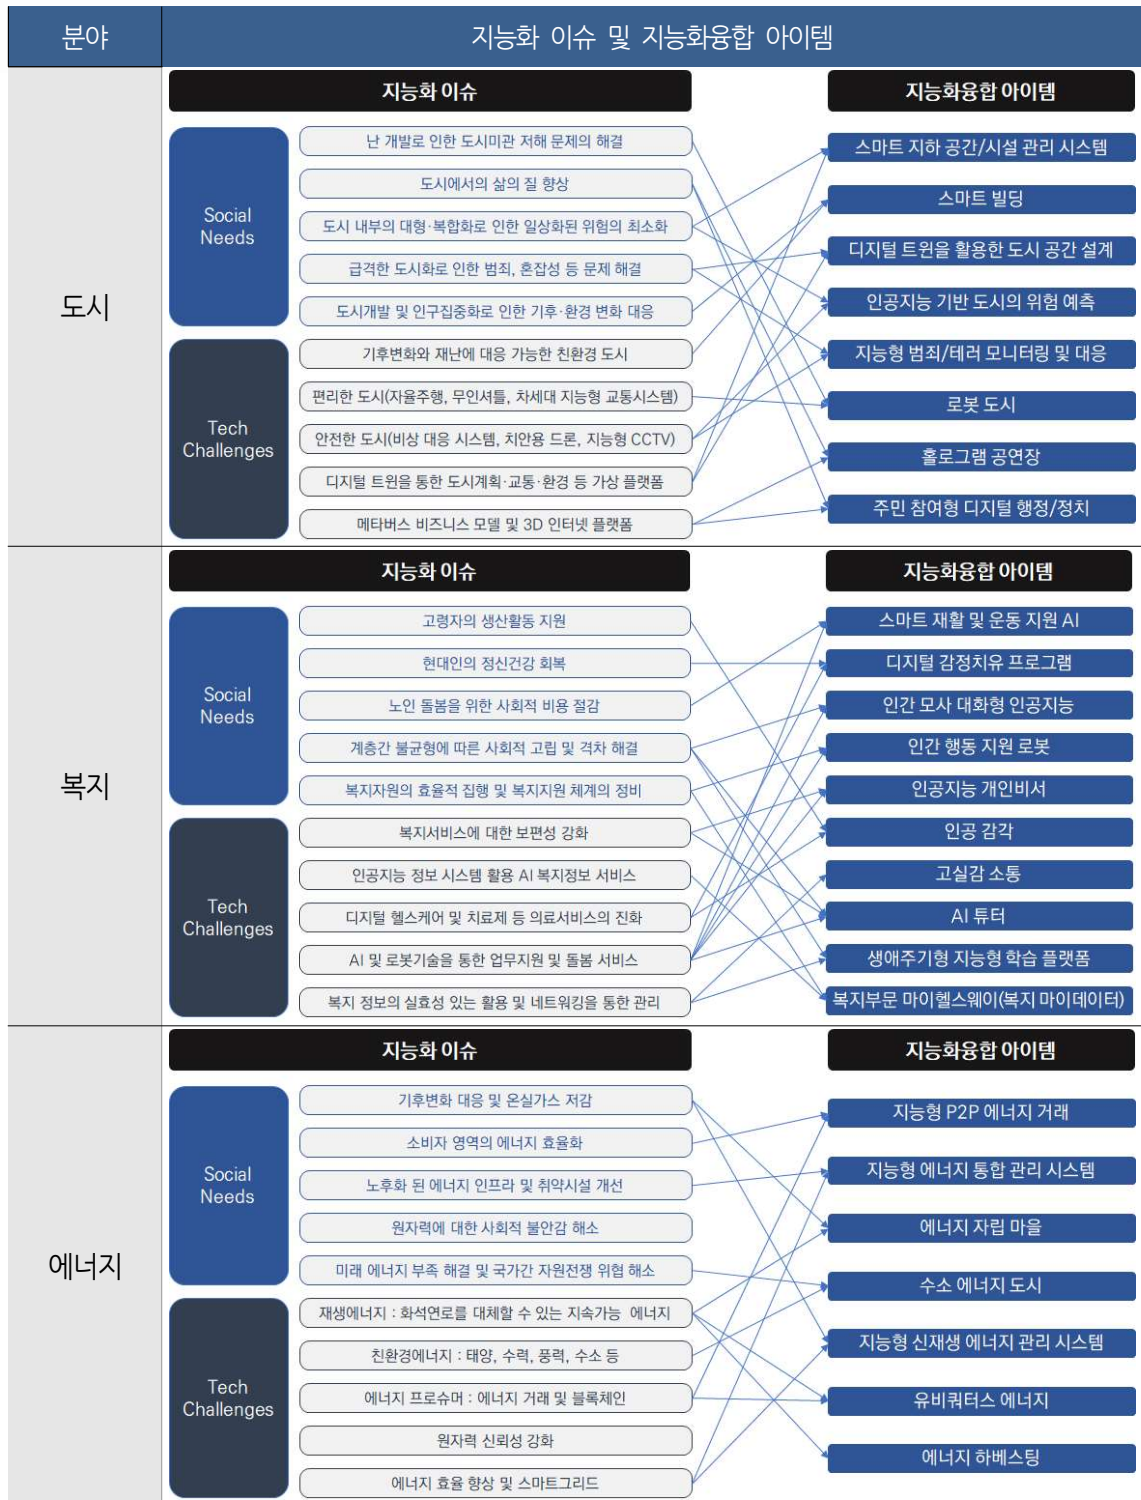 분야
지능화 이슈 및 지능화융합 아이템
도시
지능화 이슈
지능화융합 아이템
Social
Needs
난 개발로 인한 도시미관 저해 문제의 해결
도시에서의 삶의 질 향상
도시 내부의 대형·복합화로 인한 일상화된 위험의 최소화
급격한 도시화로 인한 범죄, 혼잡성 등 문제 해결
도시개발 및 인구집중화로 인한 기후·환경 변화 대응
Tech
Challenges
기후변화와 재난에 대응 가능한 친환경 도시
편리한 도시(자율주행, 무인셔틀, 차세대 지능형 교통시스템)
안전한 도시(비상 대응 시스템, 치안용 드론, 지능형 CCTV)
디지털 트윈을 통한 도시계획·교통·환경 등 가상 플랫폼
메타버스 비즈니스 모델 및 3D 인터넷 플랫폼
스마트 지하 공간/시설 관리 시스템
스마트 빌딩
디지털 트윈을 활용한 도시 공간 설계
인공지능 기반 도시의 위험 예측
지능형 범죄/테러 모니터링 및 대응
로봇 도시
홀로그램 공연장
주민 참여형 디지털 행정/정치
복지
지능화 이슈
지능화융합 아이템
Social
Needs
고령자의 생산활동 지원
현대인의 정신건강 회복
노인 돌봄을 위한 사회적 비용 절감
계층간 불균형에 따른 사회적 고립 및 격차 해결
복지자원의 효율적 집행 및 복지지원 체계의 정비
Tech
Challenges
복지서비스에 대한 보편성 강화
인공지능 정보 시스템 활용 AI 복지정보 서비스
디지털 헬스케어 및 치료제 등 의료서비스의 진화
AI 및 로봇기술을 통한 업무지원 및 돌봄 서비스
복지 정보의 실효성 있는 활용 및 네트워킹을 통한 관리
스마트 재활 및 운동 지원 AI
디지털 감정치유 프로그램
인간 모사 대화형 인공지능
인간 행동 지원 로봇
인공지능 개인비서
인공 감각
고실감 소통
AI 튜터
생애주기형 지능형 학습 플랫폼
복지부문 마이헬스웨이(복지 마이데이터)
에너지
지능화 이슈
지능화융합 아이템
Social
Needs
기후변화 대응 및 온실가스 저감
소비자 영역의 에너지 효율화
노후화 된 에너지 인프라 및 취약시설 개선
원자력에 대한 사회적 불안감 해소
미래 에너지 부족 해결 및 국가간 자원전쟁 위협 해소
Tech
Challenges
재생에너지 : 화석연료를 대체할 수 있는 지속가능 에너지
친환경에너지 : 태양, 수력, 풍력, 수소 등
에너지 프로슈머 : 에너지 거래 및 블록체인
원자력 신뢰성 강화
에너지 효율 향상 및 스마트그리드
지능형 P2P 에너지 거래
지능형 에너지 통합 관리 시스템
에너지 자립 마을
수소 에너지 도시
지능형 신재생 에너지 관리 시스템
유비쿼터스 에너지
에너지 하베스팅